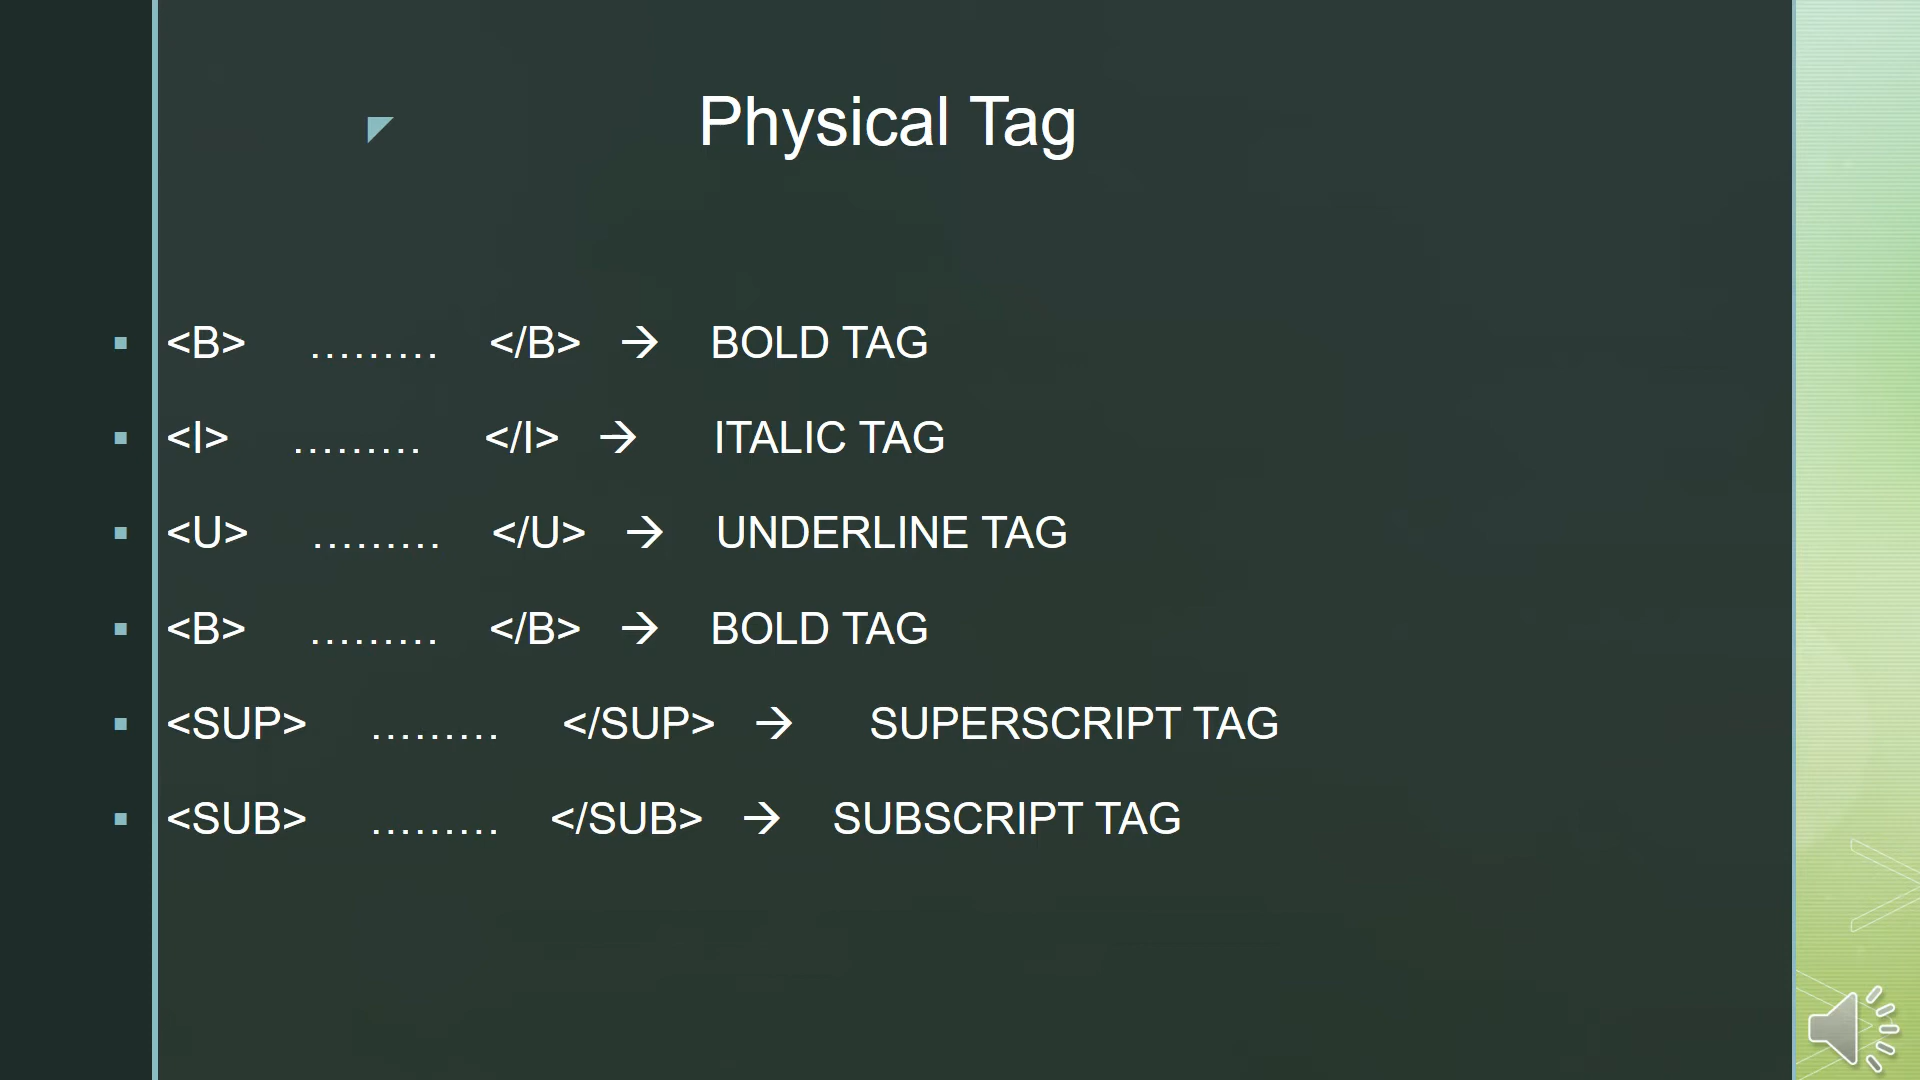 Physical Tag
<B> ……… </B> → BOLD TAG
<I> ……… </I> → ITALIC TAG
<U> ……… </U> → UNDERLINE TAG
<B> ……… </B> → BOLD TAG
<SUP> ……… </SUP> → SUPERSCRIPT TAG
<SUB> ……… </SUB> → SUBSCRIPT TAG